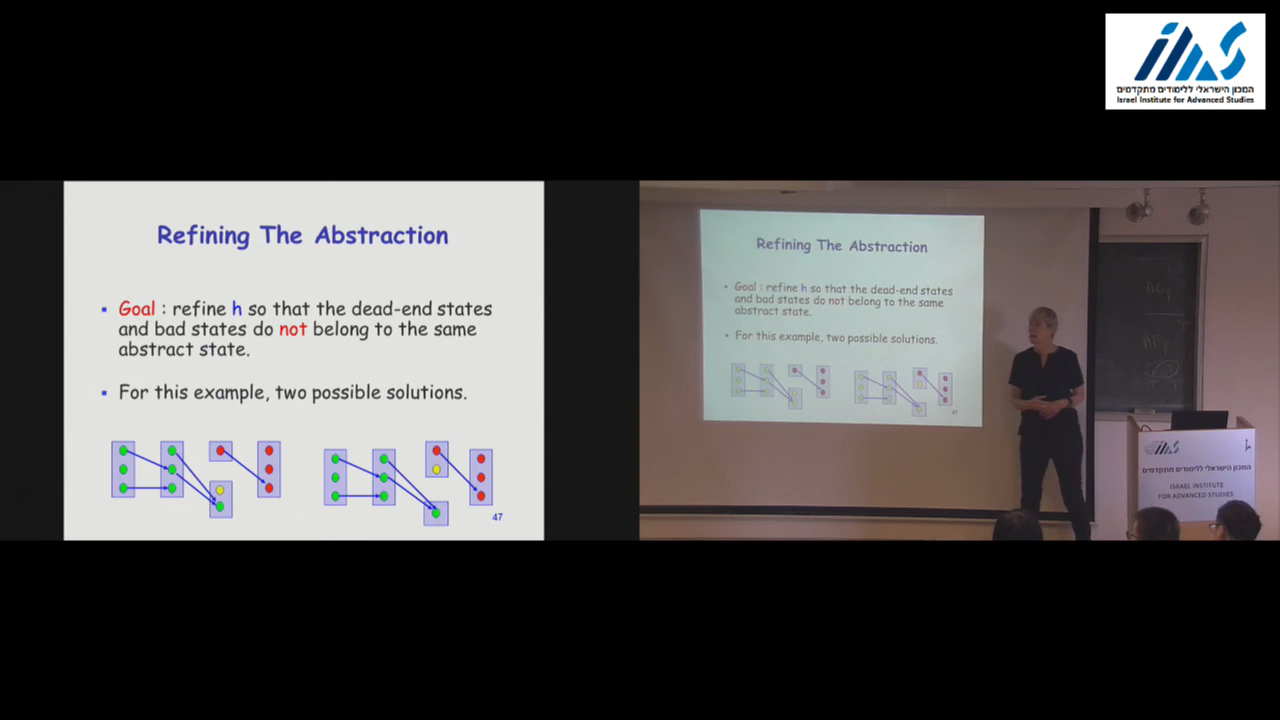 המכון הישראלי ללימודים מתקדמים
Israel Institute for Advanced Studies
Refining The Abstraction
Goal : refine h so that the dead-end states
and bad states do not belong to the same
abstract state.
For this example, two possible solutions.
47
Refining The Abstraction
Goal : refine h so that the dead-end states
and bad states do not belong to the same
abstract state.
For this example, two possible solutions.
47
המכון הישראלי ללימודים מתקדמים
ISRAEL INSTITUTE
FOR ADVANCED STUDIES